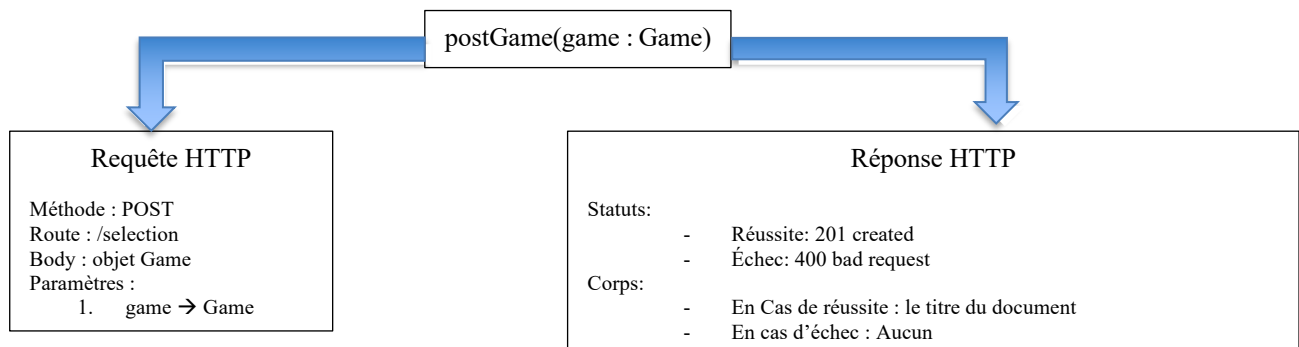 postGame(game : Game)
Requête HTTP
Méthode : POST
Route : /selection
Body : objet Game
Paramètres :
1. game → Game
Réponse HTTP
Statuts:
- Réussite: 201 created
- Échec: 400 bad request
Corps:
- En Cas de réussite : le titre du document
- En cas d’échec : Aucun